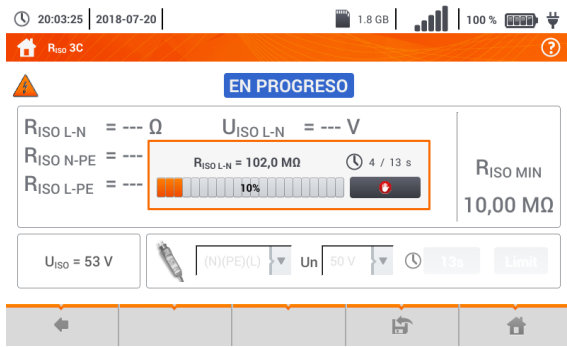 20:03:25 2018-07-20 1.8 GB 100 %
RISO 3C ?
EN PROGRESO
RISO L-N = --- Ω UISO L-N = --- V
RISO N-PE = ---
RISO L-PE = ---
RISO L-N = 102,0 MΩ 4 / 13 s
10%
RISO MIN
10,00 MΩ
UISO = 53 V (N)(PE)(L) Un 50 V 13s Limit